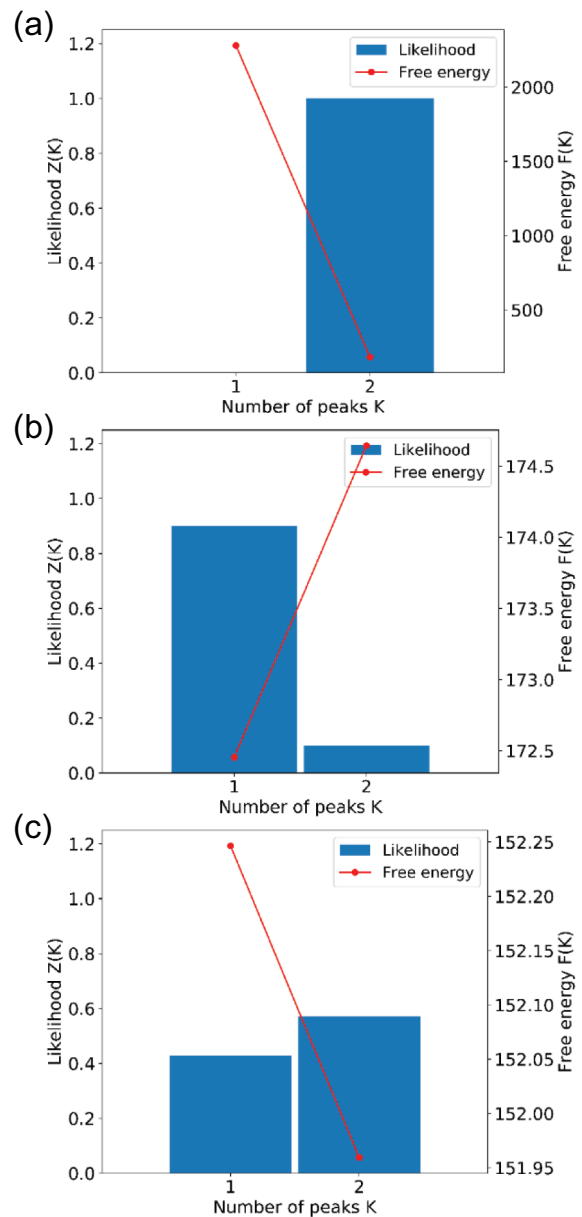 (a)
1.2
1.0
0.8
0.6
0.4
0.2
0.0
Likelihood Z(K)
Likelihood
Free energy
2000
1500
1000
500
Free energy F(K)
1 2
Number of peaks K
(b)
1.2
1.0
0.8
0.6
0.4
0.2
0.0
Likelihood Z(K)
Likelihood
Free energy
174.5
174.0
173.5
173.0
172.5
Free energy F(K)
1 2
Number of peaks K
(c)
1.2
1.0
0.8
0.6
0.4
0.2
0.0
Likelihood Z(K)
Likelihood
Free energy
152.25
152.20
152.15
152.10
152.05
152.00
151.95
Free energy F(K)
1 2
Number of peaks K